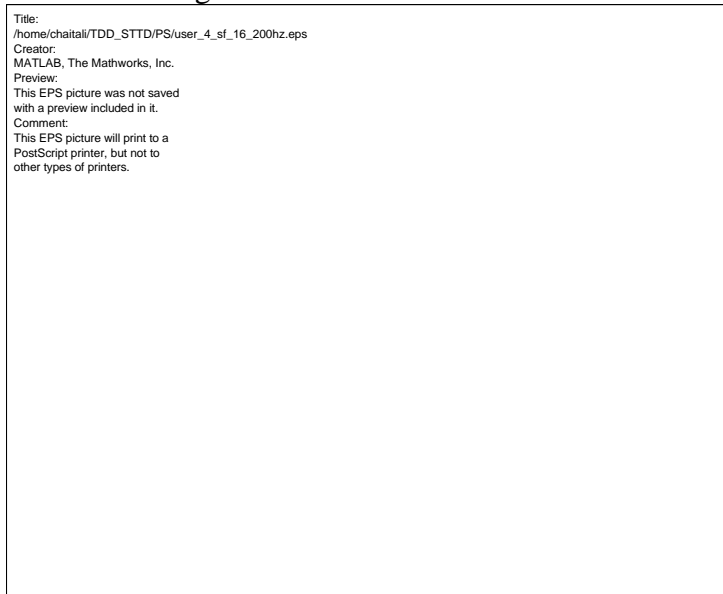 Title:
/home/chaitali/TDD_STTD/PS/user_4_sf_16_200hz.eps
Creator:
MATLAB, The Mathworks, Inc.
Preview:
This EPS picture was not saved
with a preview included in it.
Comment:
This EPS picture will print to a
PostScript printer, but not to
other types of printers.